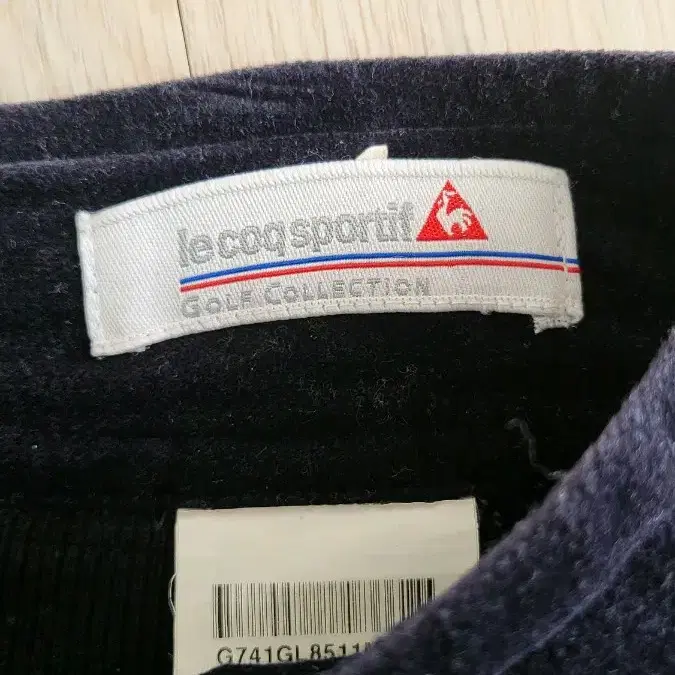 le coq sportif
GOLF COLLECTION
G741GL8511